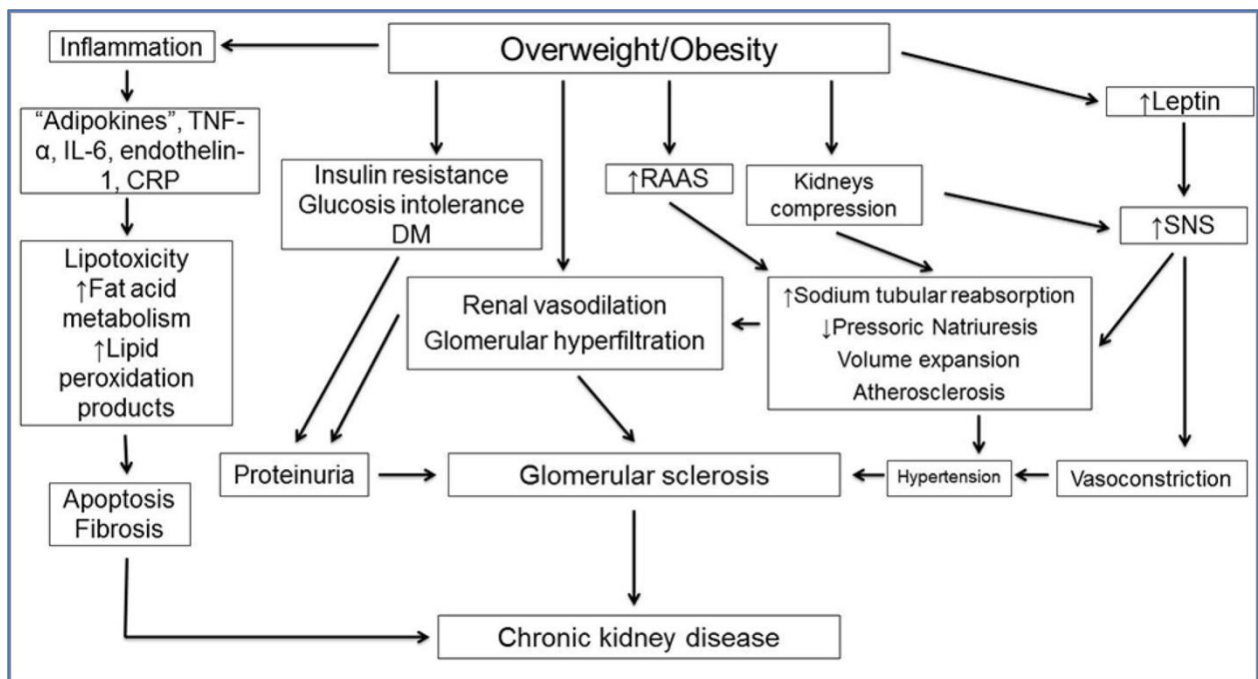 Inflammation
Overweight/Obesity
↑Leptin
“Adipokines”, TNF-
α, IL-6, endothelin-
1, CRP
Insulin resistance
Glucosis intolerance
DM
↑RAAS
Kidneys
compression
↑SNS
Lipotoxicity
↑Fat acid
metabolism
↑Lipid
peroxidation
products
Renal vasodilation
Glomerular hyperfiltration
↑Sodium tubular reabsorption
↓Pressoric Natriuresis
Volume expansion
Atherosclerosis
Proteinuria
Glomerular sclerosis
Hypertension
Vasoconstriction
Apoptosis
Fibrosis
Chronic kidney disease